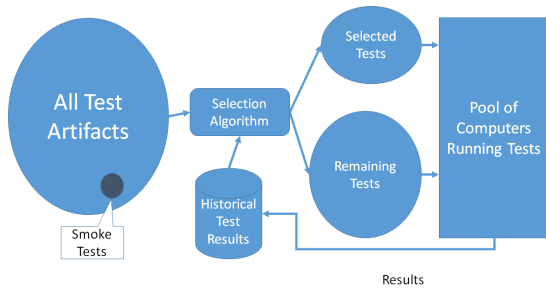 All Test
Artifacts
Smoke
Tests
Selection
Algorithm
Historical
Test
Results
Selected
Tests
Remaining
Tests
Pool of
Computers
Running Tests
Results